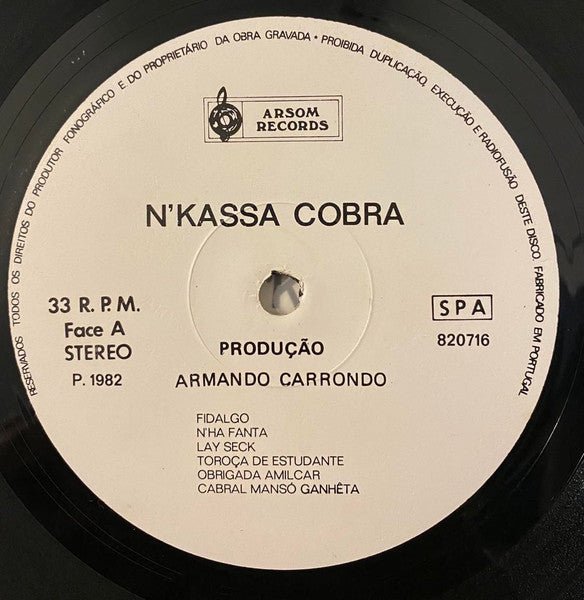 RESERVADOS TODOS OS DIREITOS DO PRODUTOR FONOGRÁFICO E DO PROPRIETÁRIO DA OBRA GRAVADA • PROIBIDA DUPLICAÇÃO, EXECUÇÃO E RADIOFUSÃO DESTE DISCO. FABRICADO EM PORTUGAL
ARSOM
RECORDS
N'KASSA COBRA
33 R.P.M.
Face A
STEREO
P. 1982
SPA
820716
PRODUÇÃO
ARMANDO CARRONDO
FIDALGO
N'HA FANTA
LAY SECK
TOROÇA DE ESTUDANTE
OBRIGADA AMILCAR
CABRAL MANSÓ GANHÊTA